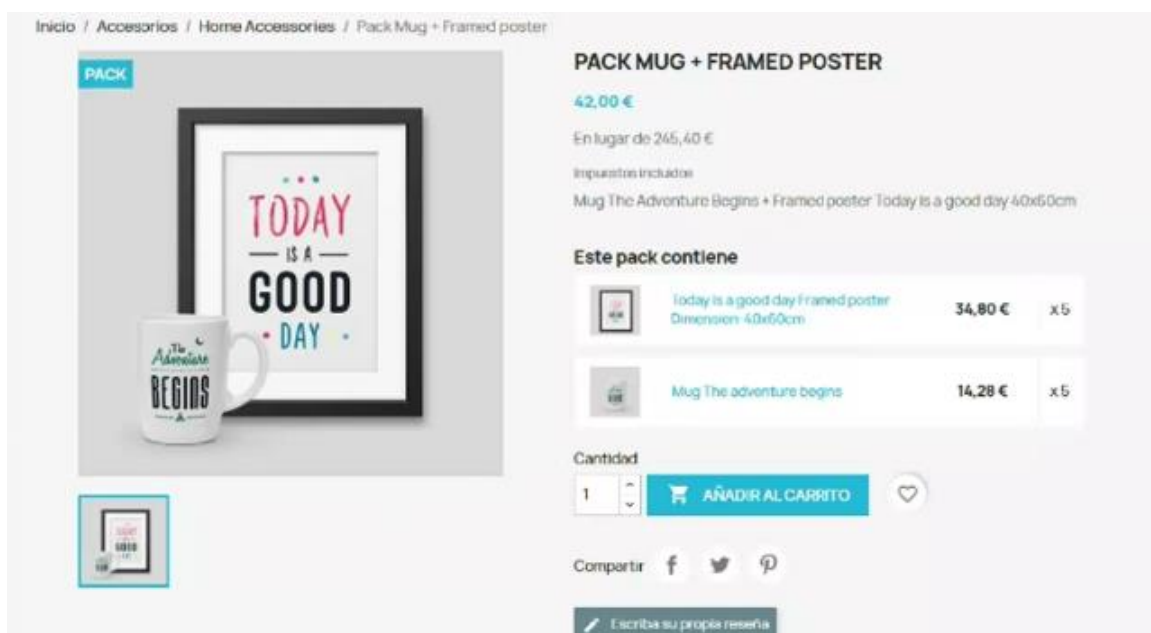 Inicio / Accesorios / Home Accessories / Pack Mug + Framed poster
PACK
TODAY
IS A
GOOD
DAY
The
Adventure
BEGINS
PACK MUG + FRAMED POSTER
42,00 €
En lugar de 245,40 €
Impuestos incluidos
Mug The Adventure Begins + Framed poster Today is a good day 40x60cm
Este pack contiene
Today is a good day Framed poster
Dimension: 40x60cm
34,80 €
x 5
Mug The adventure begins
14,28 €
x 5
Cantidad
1
AÑADIR AL CARRITO
Compartir
Escriba su propia reseña